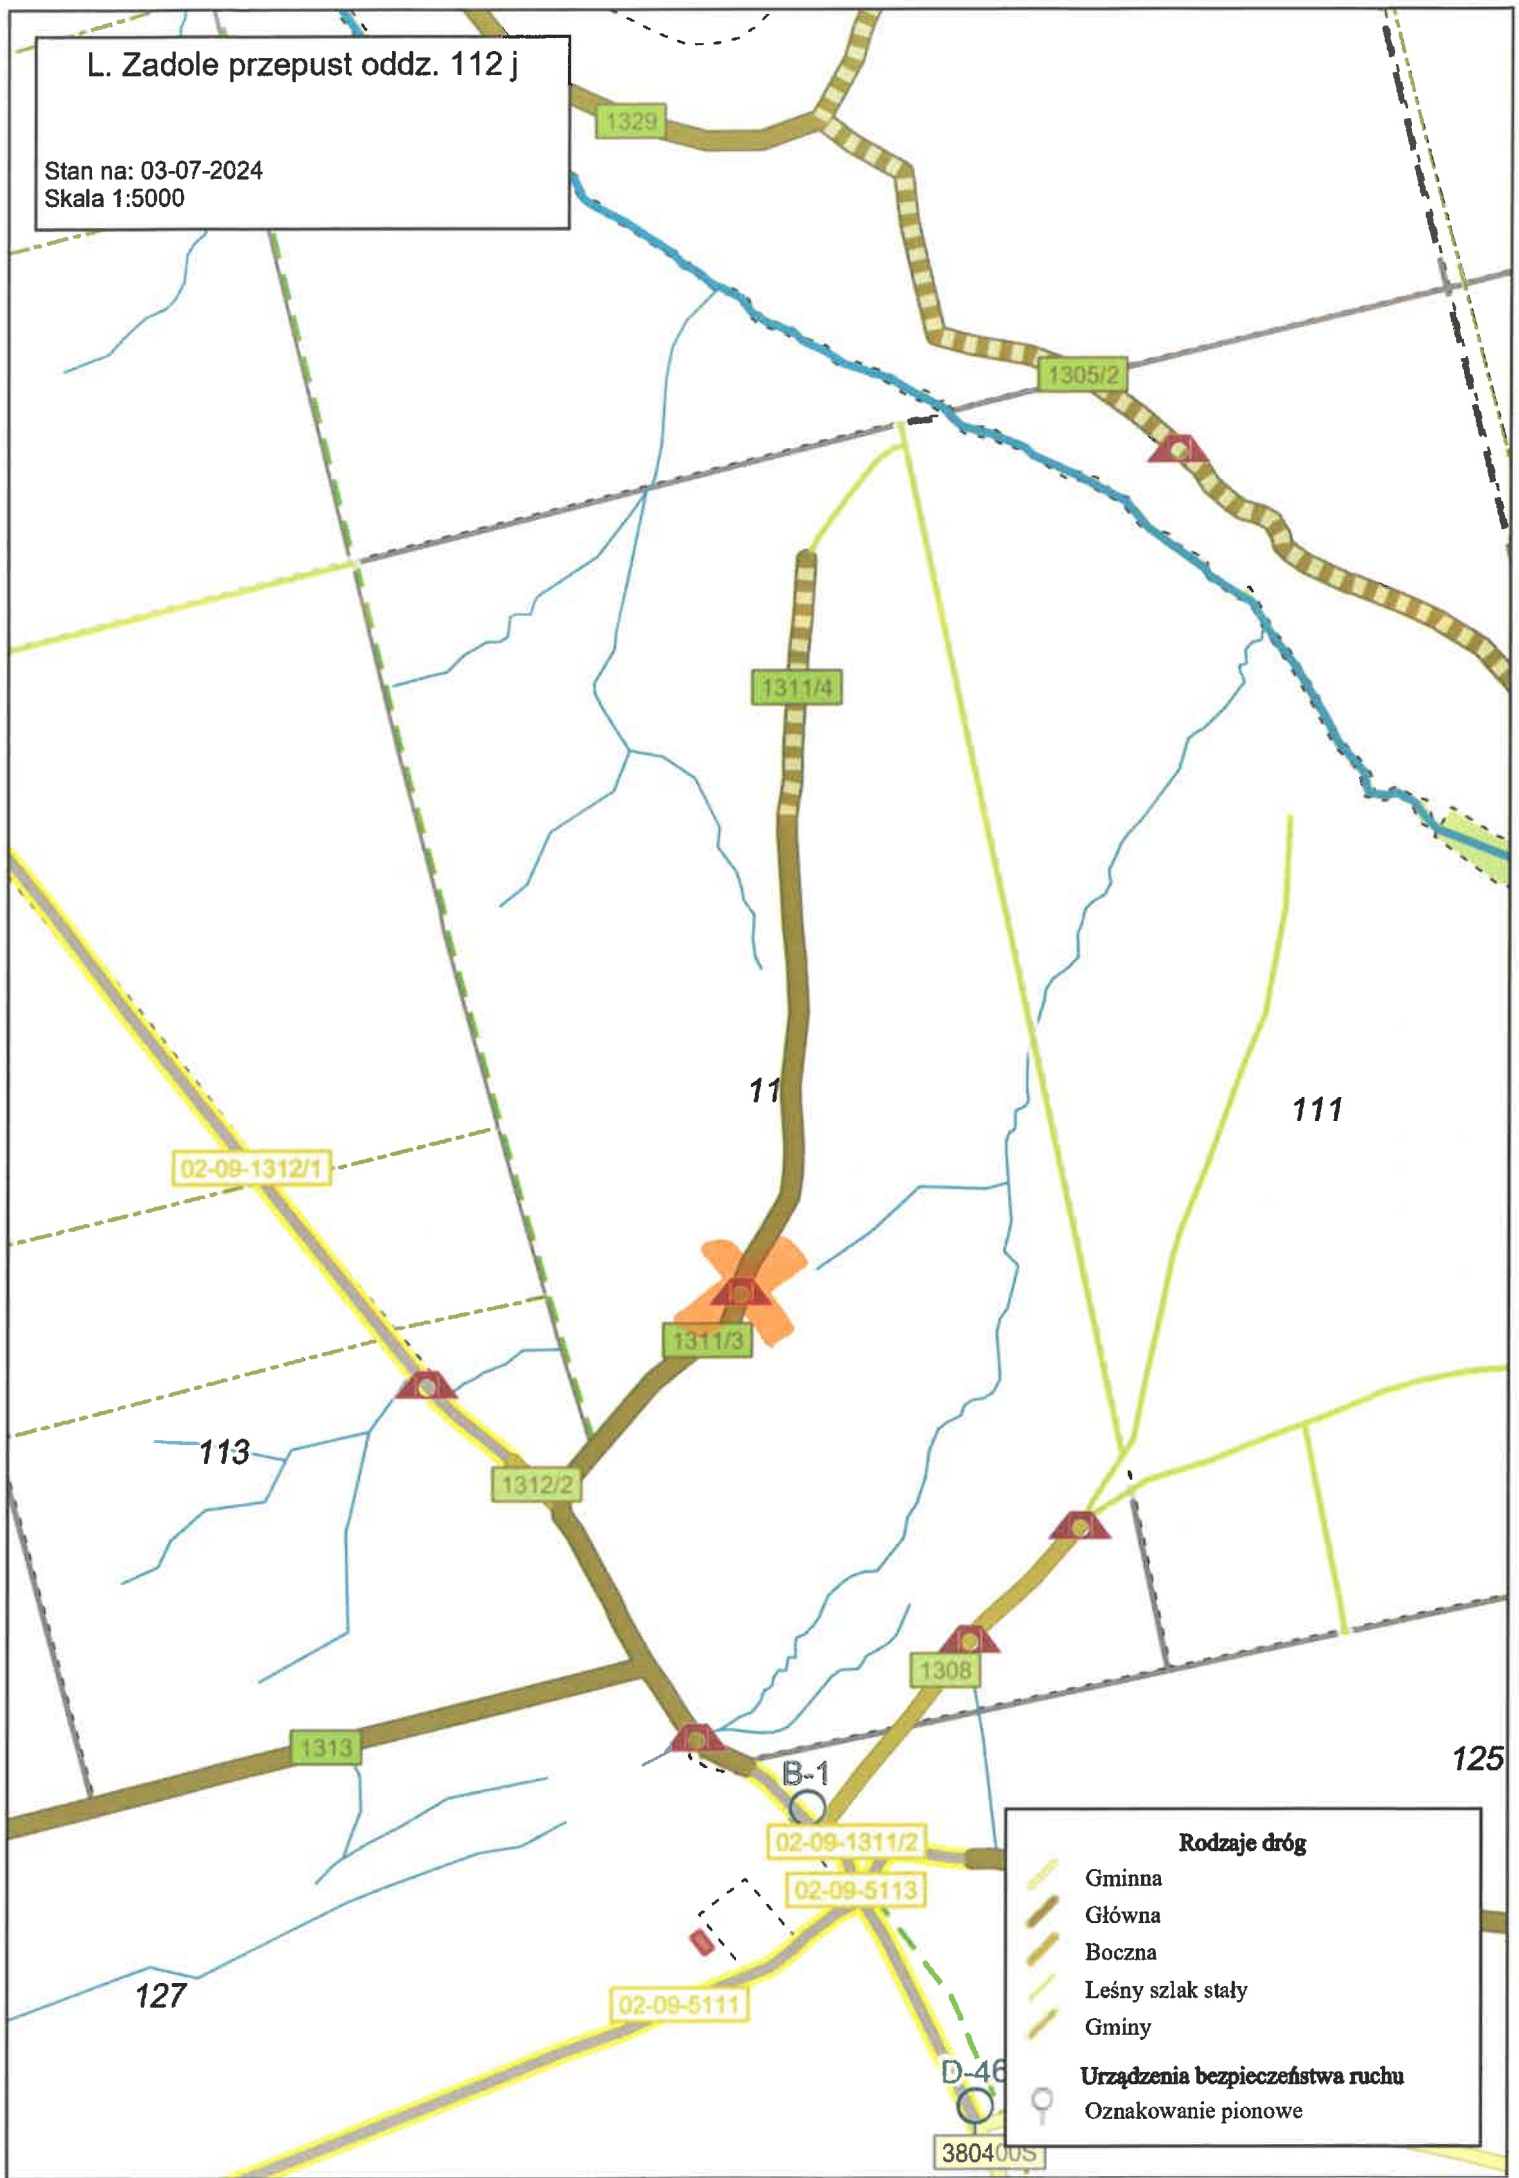 L. Zadole przepust oddz. 112 j
Stan na: 03-07-2024
Skala 1:5000
1329
1305/2
1311/4
11
111
02-09-1312/1
1311/3
113
1312/2
1308
1313
125
B-1
02-09-1311/2
02-09-5113
127
02-09-5111
D-46
380400S
Rodzaje dróg
Gminna
Główna
Boczna
Leśny szlak stały
Gminy
Urządzenia bezpieczeństwa ruchu
Oznakowanie pionowe